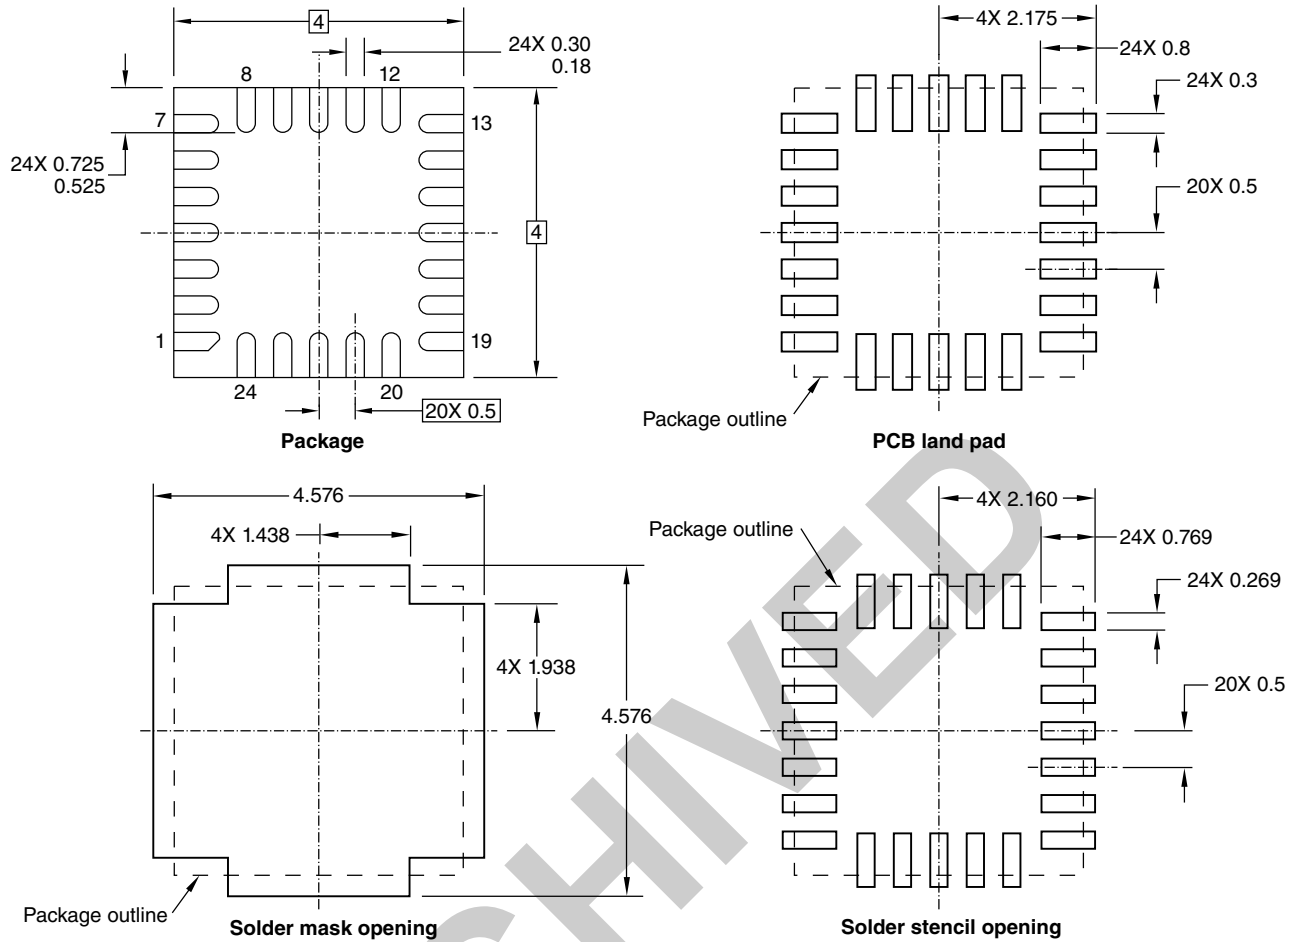 4
24X 0.30
0.18
8
12
7
13
24X 0.725
0.525
4
1
19
24
20
20X 0.5
Package
4X 2.175
24X 0.8
24X 0.3
20X 0.5
Package outline
PCB land pad
4.576
4X 1.438
4X 1.938
4.576
Package outline
Solder mask opening
4X 2.160
Package outline
24X 0.769
24X 0.269
20X 0.5
Solder stencil opening
CHIVED